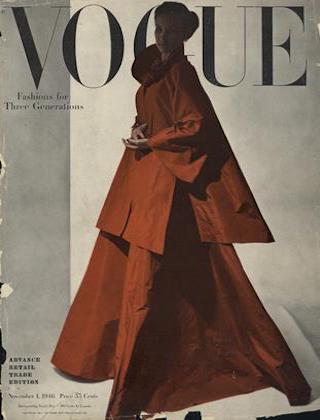 VOGUE
Fashions for
Three Generations
ADVANCE
RETAIL
TRADE
EDITION
November 1, 1946 Price 35 Cents